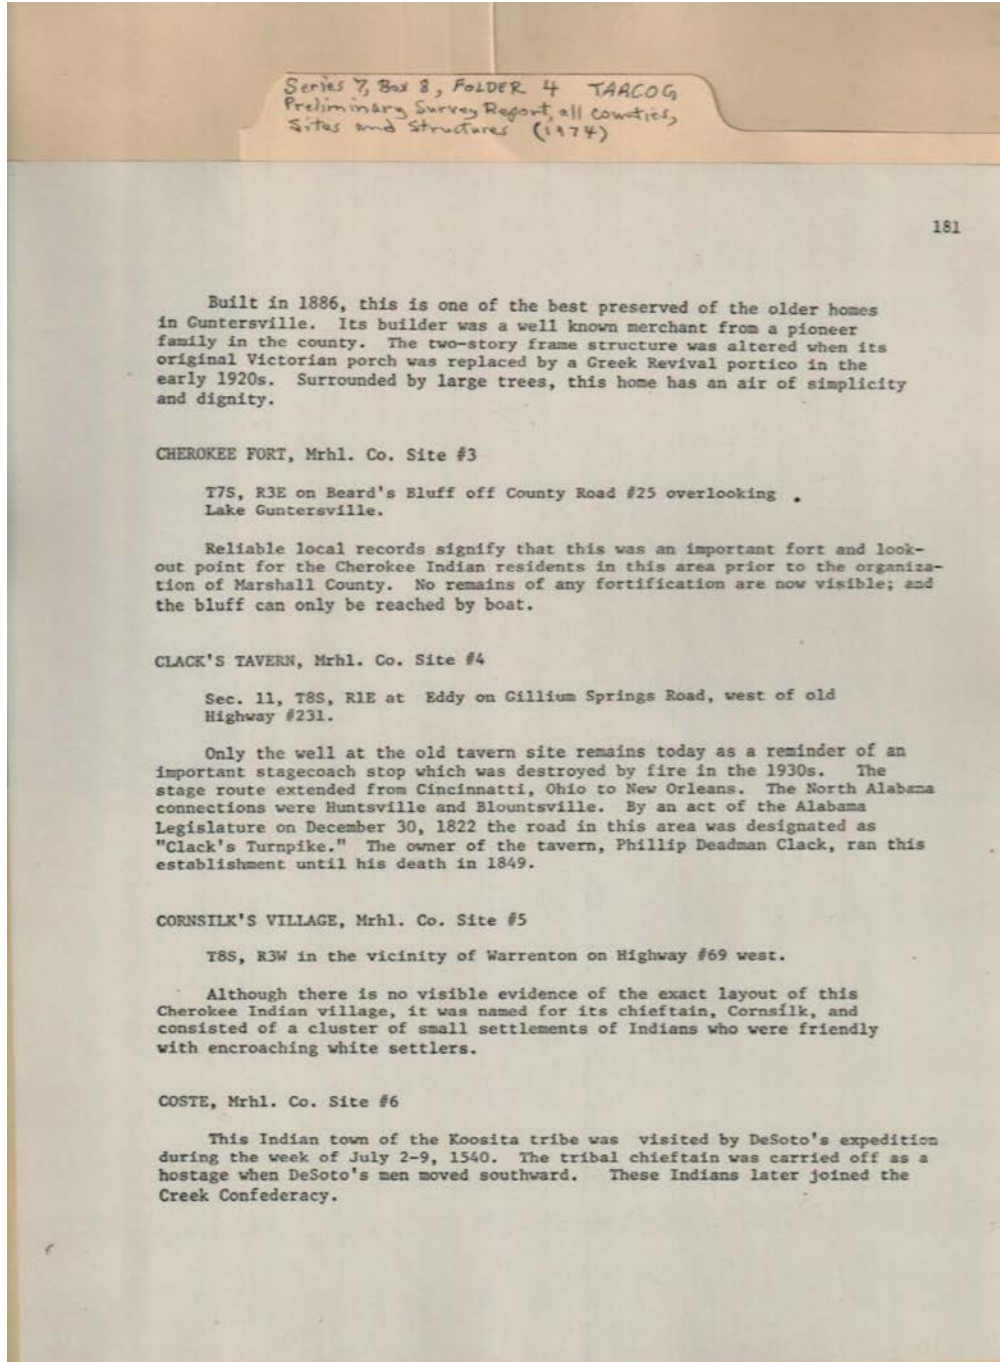 Series 7, Box 8, FOLDER 4 TARCOG
Preliminary Survey Report, all counties,
Sites and Structures (1974)
181
Built in 1886, this is one of the best preserved of the older homes
in Guntersville. Its builder was a well known merchant from a pioneer
family in the county. The two-story frame structure was altered when its
original Victorian porch was replaced by a Greek Revival portico in the
early 1920s. Surrounded by large trees, this home has an air of simplicity
and dignity.
CHEROKEE FORT, Mrhl. Co. Site #3
T7S, R3E on Beard's Bluff off County Road #25 overlooking
Lake Guntersville.
Reliable local records signify that this was an important fort and look-
out point for the Cherokee Indian residents in this area prior to the organiza-
tion of Marshall County. No remains of any fortification are now visible; and
the bluff can only be reached by boat.
CLACK'S TAVERN, Mrhl. Co. Site #4
Sec. 11, T8S, R1E at Eddy on Gillium Springs Road, west of old
Highway #231.
Only the well at the old tavern site remains today as a reminder of an
important stagecoach stop which was destroyed by fire in the 1930s. The
stage route extended from Cincinnatti, Ohio to New Orleans. The North Alabama
connections were Huntsville and Blountsville. By an act of the Alabama
Legislature on December 30, 1822 the road in this area was designated as
"Clack's Turnpike." The owner of the tavern, Phillip Deadman Clack, ran this
establishment until his death in 1849.
CORNSILK'S VILLAGE, Mrhl. Co. Site #5
T8S, R3W in the vicinity of Warrenton on Highway #69 west.
Although there is no visible evidence of the exact layout of this
Cherokee Indian village, it was named for its chieftain, Cornsilk, and
consisted of a cluster of small settlements of Indians who were friendly
with encroaching white settlers.
COSTE, Mrhl. Co. Site #6
This Indian town of the Koosita tribe was visited by DeSoto's expedition
during the week of July 2-9, 1540. The tribal chieftain was carried off as a
hostage when DeSoto's men moved southward. These Indians later joined the
Creek Confederacy.